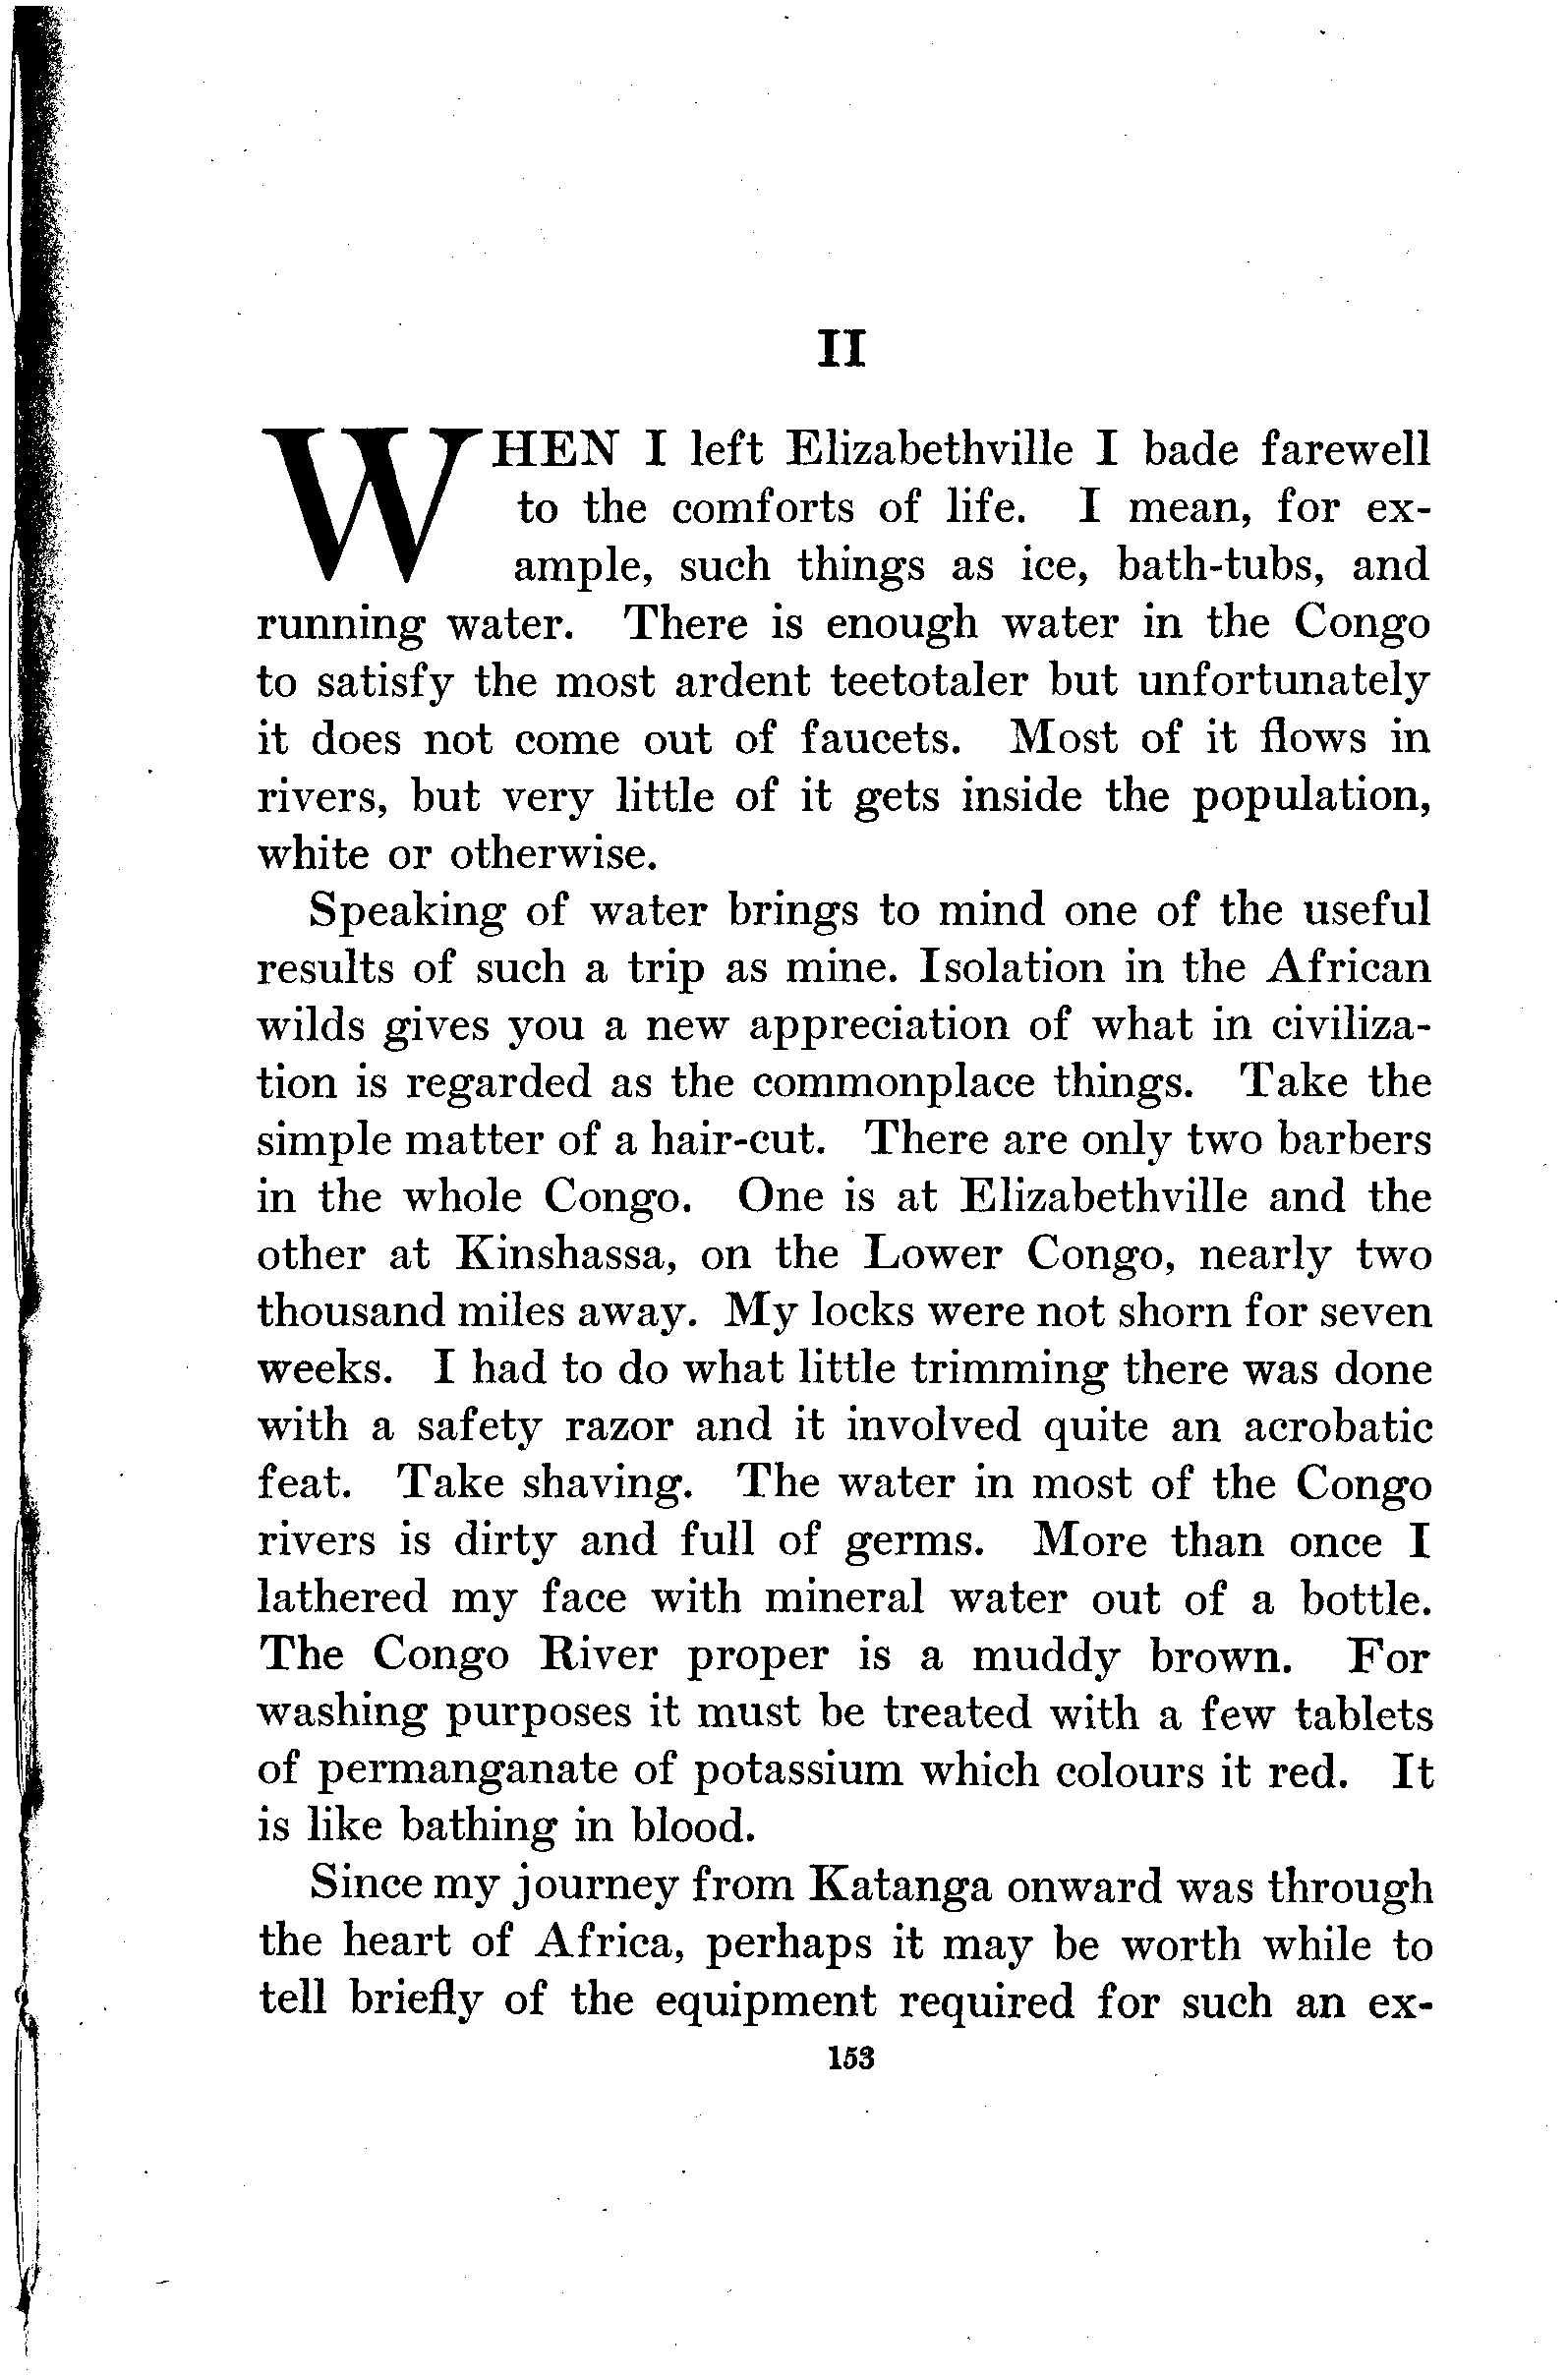 II
WHEN I left Elizabethville I bade farewell
to the comforts of life. I mean, for ex-
ample, such things as ice, bath-tubs, and
running water. There is enough water in the Congo
to satisfy the most ardent teetotaler but unfortunately
it does not come out of faucets. Most of it flows in
rivers, but very little of it gets inside the population,
white or otherwise.
Speaking of water brings to mind one of the useful
results of such a trip as mine. Isolation in the African
wilds gives you a new appreciation of what in civiliza-
tion is regarded as the commonplace things. Take the
simple matter of a hair-cut. There are only two barbers
in the whole Congo. One is at Elizabethville and the
other at Kinshassa, on the Lower Congo, nearly two
thousand miles away. My locks were not shorn for seven
weeks. I had to do what little trimming there was done
with a safety razor and it involved quite an acrobatic
feat. Take shaving. The water in most of the Congo
rivers is dirty and full of germs. More than once I
lathered my face with mineral water out of a bottle.
The Congo River proper is a muddy brown. For
washing purposes it must be treated with a few tablets
of permanganate of potassium which colours it red. It
is like bathing in blood.
Since my journey from Katanga onward was through
the heart of Africa, perhaps it may be worth while to
tell briefly of the equipment required for such an ex-
153